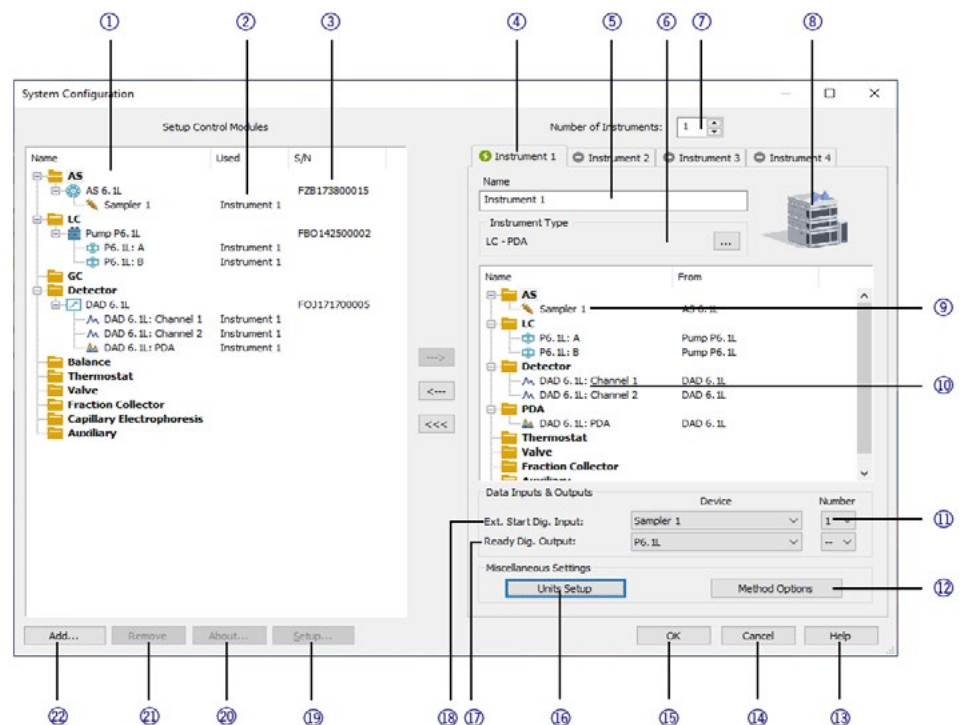 ① ② ③ ④ ⑤ ⑥ ⑦ ⑧
System Configuration
Setup Control Modules
Name Used S/N
AS
AS 6.1L FZB173800015
Sampler 1 Instrument 1
LC
Pump P6.1L FBO142500002
P6.1L: A Instrument 1
P6.1L: B Instrument 1
GC
Detector
DAD 6.1L FOJ171700005
DAD 6.1L: Channel 1 Instrument 1
DAD 6.1L: Channel 2 Instrument 1
DAD 6.1L: PDA Instrument 1
Balance
Thermostat
Valve
Fraction Collector
Capillary Electrophoresis
Auxiliary
--->
<---
<<<
Number of Instruments: 1
Instrument 1 Instrument 2 Instrument 3 Instrument 4
Name
Instrument 1
Instrument Type
LC - PDA ...
Name From
AS
Sampler 1 AS 6.1L ⑨
LC
P6.1L: A Pump P6.1L
P6.1L: B Pump P6.1L
Detector
DAD 6.1L: Channel 1 DAD 6.1L ⑩
DAD 6.1L: Channel 2 DAD 6.1L
PDA
DAD 6.1L: PDA DAD 6.1L
Thermostat
Valve
Fraction Collector
Auxiliary
Data Inputs & Outputs
Device Number
Ext. Start Dig. Input: Sampler 1 1 ⑪
Ready Dig. Output: P6.1L --
Miscellaneous Settings
Units Setup Method Options ⑫
Add... Remove About... Setup... OK Cancel Help
㉒ ㉑ ⑳ ⑲ ⑱ ⑰ ⑯ ⑮ ⑭ ⑬